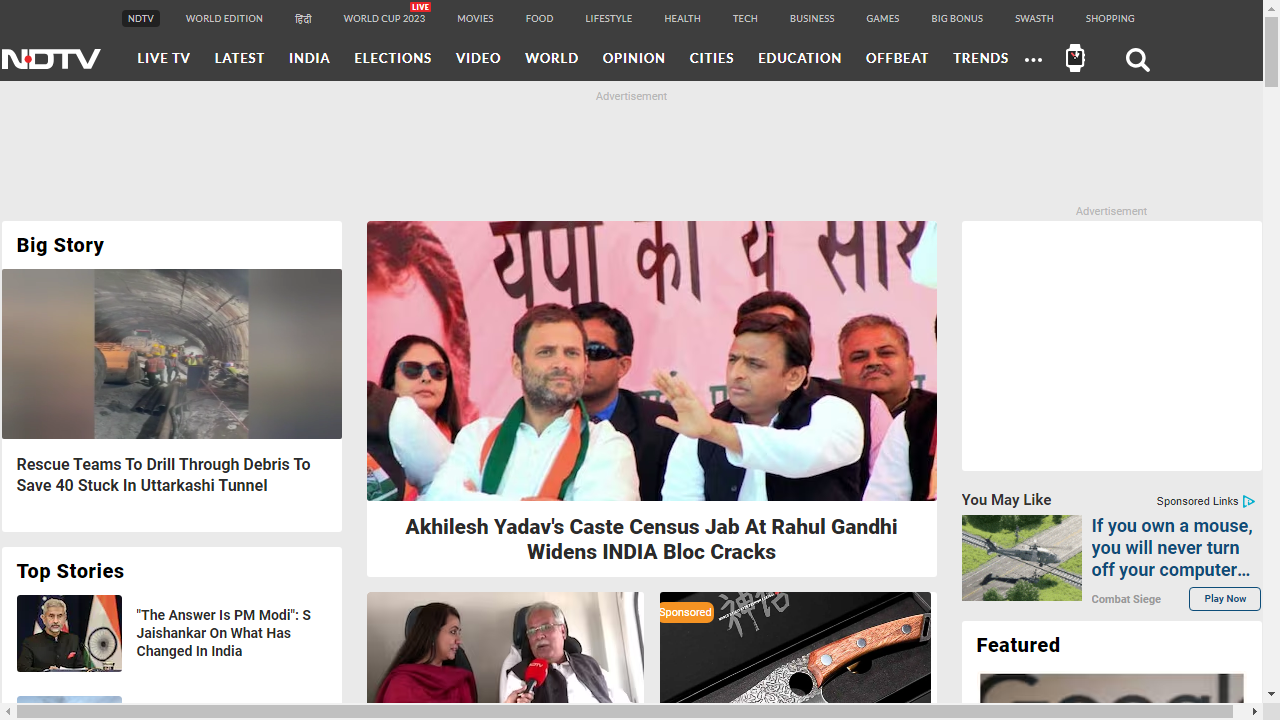 NDTV
WORLD EDITION
हिंदी
WORLD CUP 2023
LIVE
MOVIES
FOOD
LIFESTYLE
HEALTH
TECH
BUSINESS
GAMES
BIG BONUS
SWASTH
SHOPPING
NDTV
LIVE TV
LATEST
INDIA
ELECTIONS
VIDEO
WORLD
OPINION
CITIES
EDUCATION
OFFBEAT
TRENDS
Advertisement
Advertisement
Big Story
Rescue Teams To Drill Through Debris To
Save 40 Stuck In Uttarkashi Tunnel
Top Stories
"The Answer Is PM Modi": S
Jaishankar On What Has
Changed In India
यूपी को ये
Akhilesh Yadav's Caste Census Jab At Rahul Gandhi
Widens INDIA Bloc Cracks
NDTV
Sponsored
You May Like
Sponsored Links
If you own a mouse,
you will never turn
off your computer…
Combat Siege
Play Now
Featured